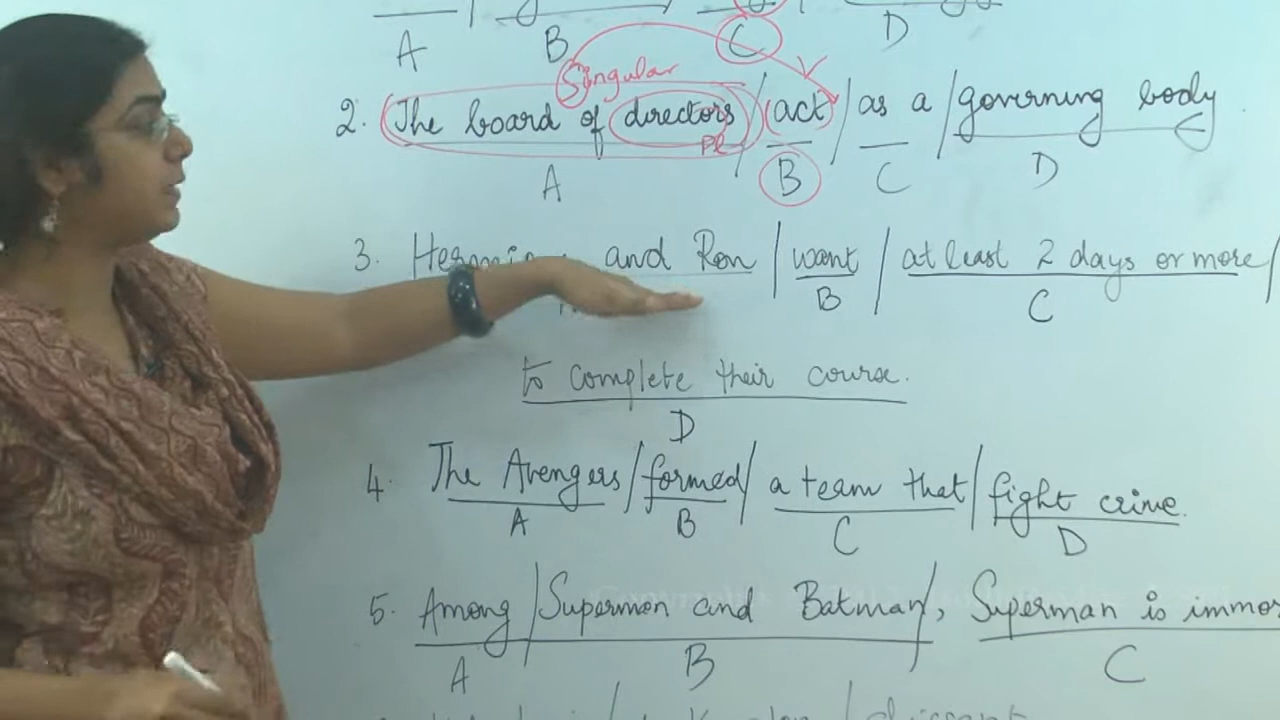 A B C D
Singular
2. The board of directors / act / as a / governing body.
Pl
A B C D
3. and Ron / want / at least 2 days or more /
B C
to complete their course.
D
4. The Avengers / formed / a team that / fight crime.
A B C D
5. Among / Superman and Batman /, Superman is
A B C